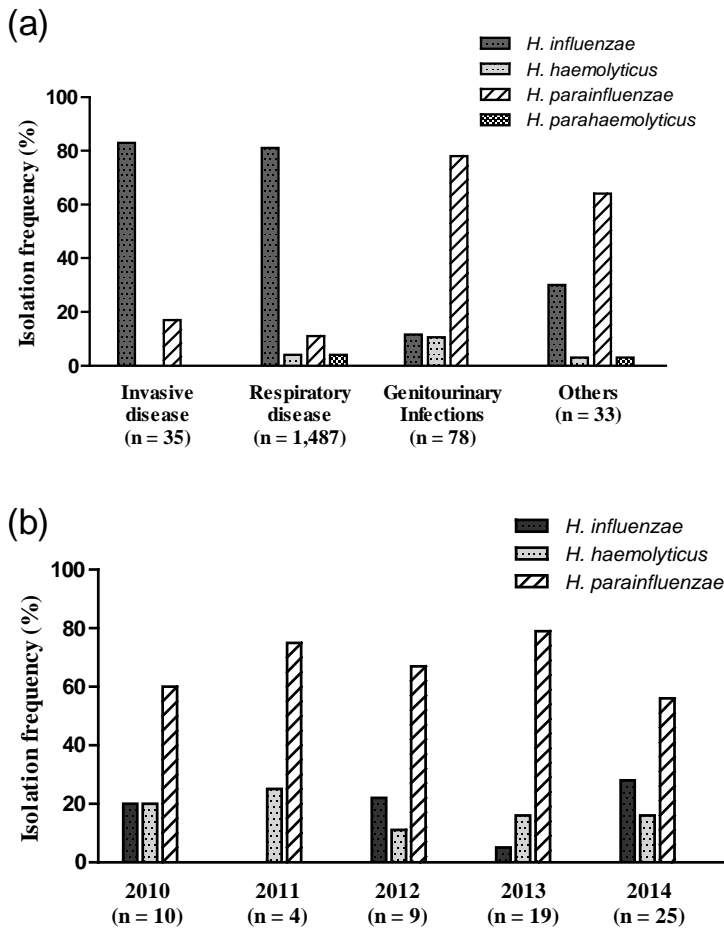 (a)
H. influenzae
H. haemolyticus
H. parainfluenzae
H. parahaemolyticus
Isolation frequency (%)
100
80
60
40
20
0
Invasive disease (n = 35)
Respiratory disease (n = 1,487)
Genitourinary Infections (n = 78)
Others (n = 33)
(b)
H. influenzae
H. haemolyticus
H. parainfluenzae
Isolation frequency (%)
100
80
60
40
20
0
2010
(n = 10)
2011
(n = 4)
2012
(n = 9)
2013
(n = 19)
2014
(n = 25)